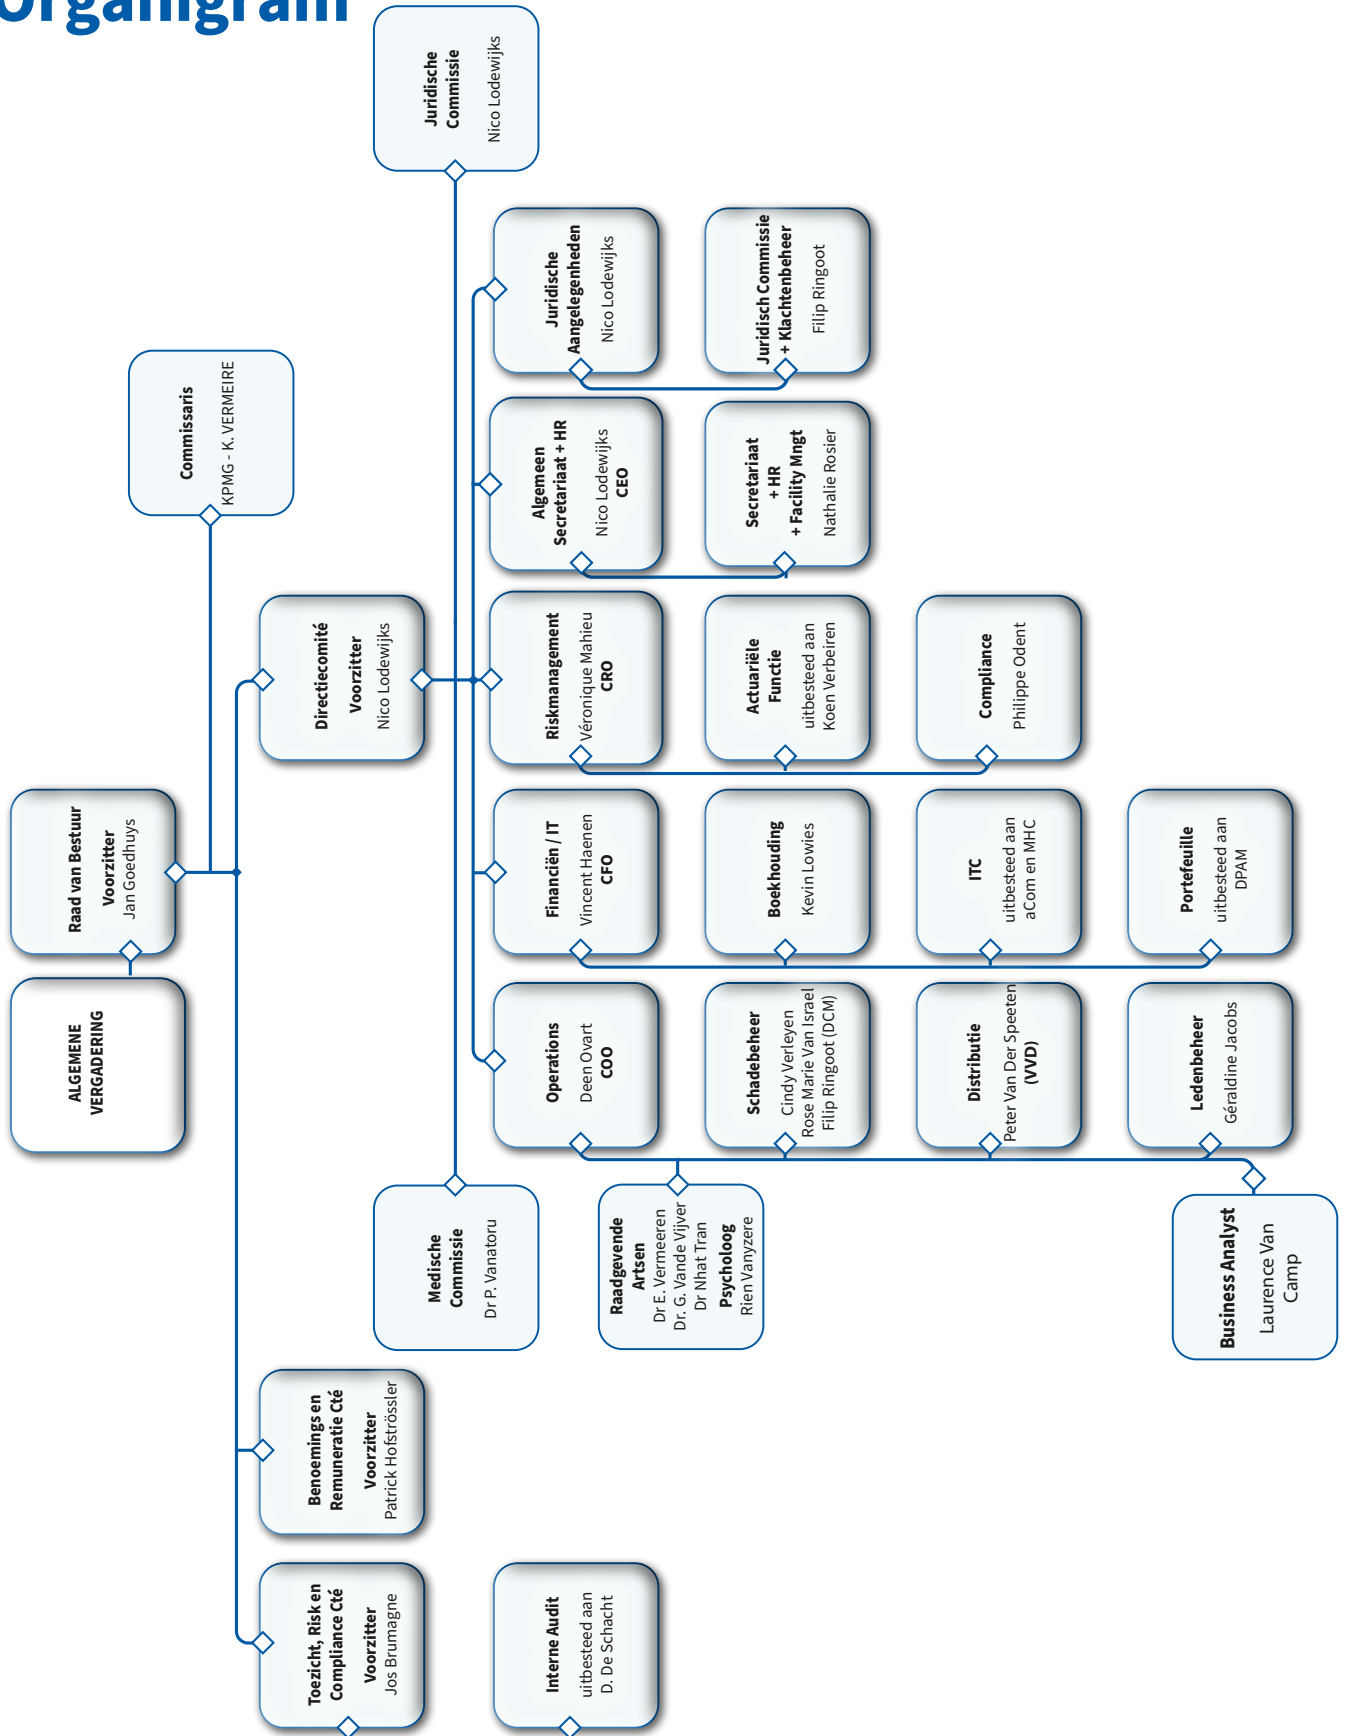 Organigram
ALGEMENE
VERGADERING
Raad van Bestuur
Voorzitter
Jan Goedhuys
Commissaris
KPMG - K. VERMEIRE
Toezicht, Risk en
Compliance Cté
Voorzitter
Jos Brumagne
Benoemings en
Remuneratie Cté
Voorzitter
Patrick Hofströssler
Directiecomité
Voorzitter
Nico Lodewijks
Medische
Commissie
Dr P. Vanatoru
Juridische
Commissie
Nico Lodewijks
Interne Audit
uitbesteed aan
D. De Schacht
Operations
Deen Ovart
COO
Financiën / IT
Vincent Haenen
CFO
Riskmanagement
Véronique Mahieu
CRO
Algemeen
Secretariaat + HR
Nico Lodewijks
CEO
Juridische
Aangelegenheden
Nico Lodewijks
Raadgevende
Artsen
Dr E. Vermeeren
Dr. G. Vande Vijver
Dr Nhat Tran
Psycholoog
Rien Vanyzere
Schadebeheer
Cindy Verleyen
Rose Marie Van Israel
Filip Ringoot (DCM)
Boekhouding
Kevin Lowies
Actuariële
Functie
uitbesteed aan
Koen Verbeiren
Secretariaat
+ HR
+ Facility Mngt
Nathalie Rosier
Juridisch Commissie
+ Klachtenbeheer
Filip Ringoot
Distributie
Peter Van Der Speeten
(VVD)
ITC
uitbesteed aan
aCom en MHC
Compliance
Philippe Odent
Ledenbeheer
Géraldine Jacobs
Portefeuille
uitbesteed aan
DPAM
Business Analyst
Laurence Van
Camp